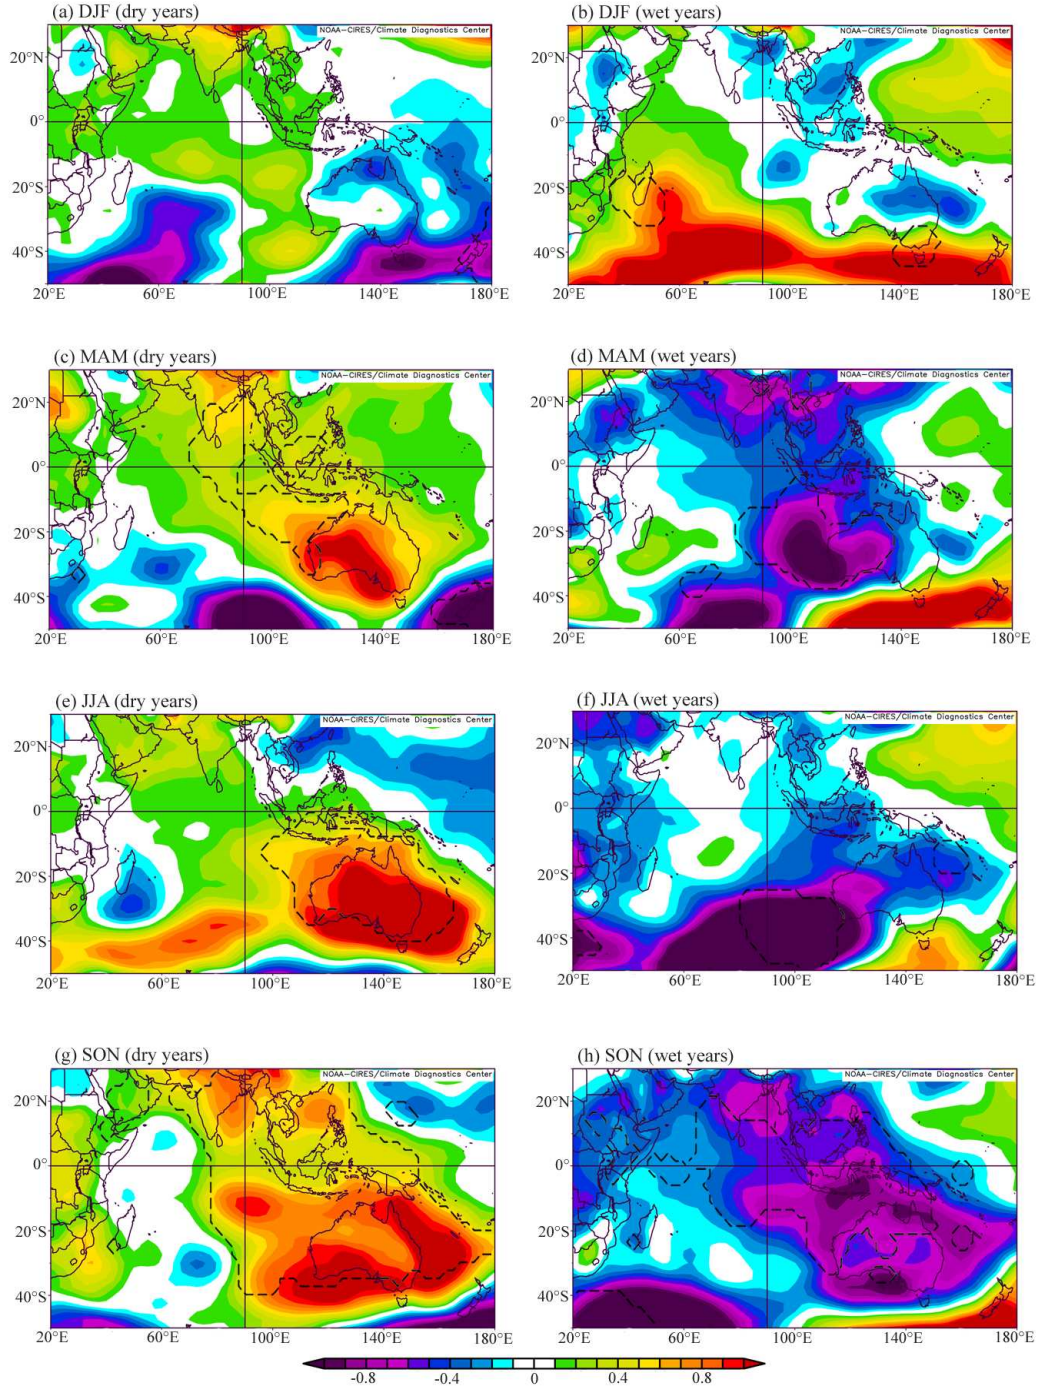 (a) DJF (dry years)
(b) DJF (wet years)
NOAA-CIRES/Climate Diagnostics Center
NOAA-CIRES/Climate Diagnostics Center
20°N
20°N
0°
0°
20°S
20°S
40°S
40°S
20°E 60°E 100°E 140°E 180°E
20°E 60°E 100°E 140°E 180°E
(c) MAM (dry years)
(d) MAM (wet years)
NOAA-CIRES/Climate Diagnostics Center
NOAA-CIRES/Climate Diagnostics Center
20°N
20°N
0°
0°
20°S
20°S
40°S
40°S
20°E 60°E 100°E 140°E 180°E
20°E 60°E 100°E 140°E 180°E
(e) JJA (dry years)
(f) JJA (wet years)
NOAA-CIRES/Climate Diagnostics Center
NOAA-CIRES/Climate Diagnostics Center
20°N
20°N
0°
0°
20°S
20°S
40°S
40°S
20°E 60°E 100°E 140°E 180°E
20°E 60°E 100°E 140°E 180°E
(g) SON (dry years)
(h) SON (wet years)
NOAA-CIRES/Climate Diagnostics Center
NOAA-CIRES/Climate Diagnostics Center
20°N
20°N
0°
0°
20°S
20°S
40°S
40°S
20°E 60°E 100°E 140°E 180°E
20°E 60°E 100°E 140°E 180°E
-0.8 -0.4 0 0.4 0.8